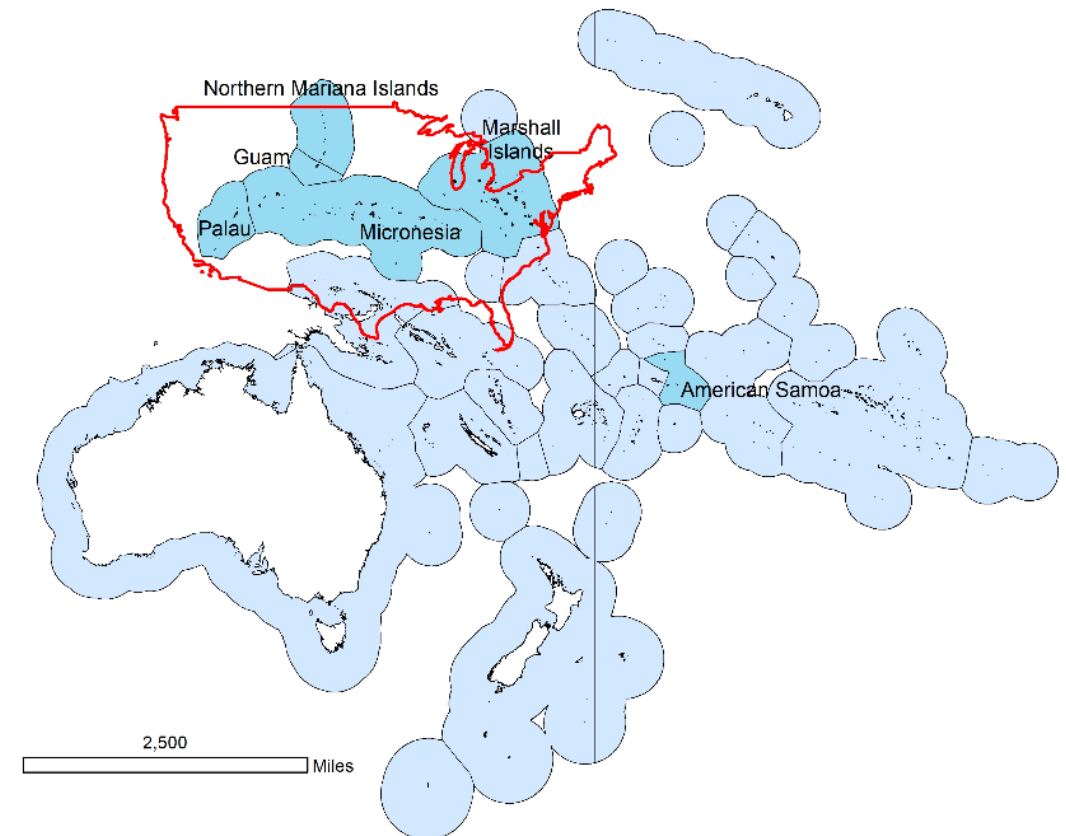 Northern Mariana Islands
Marshall
Islands
Guam
Palau
Micronesia
American Samoa
2,500
Miles